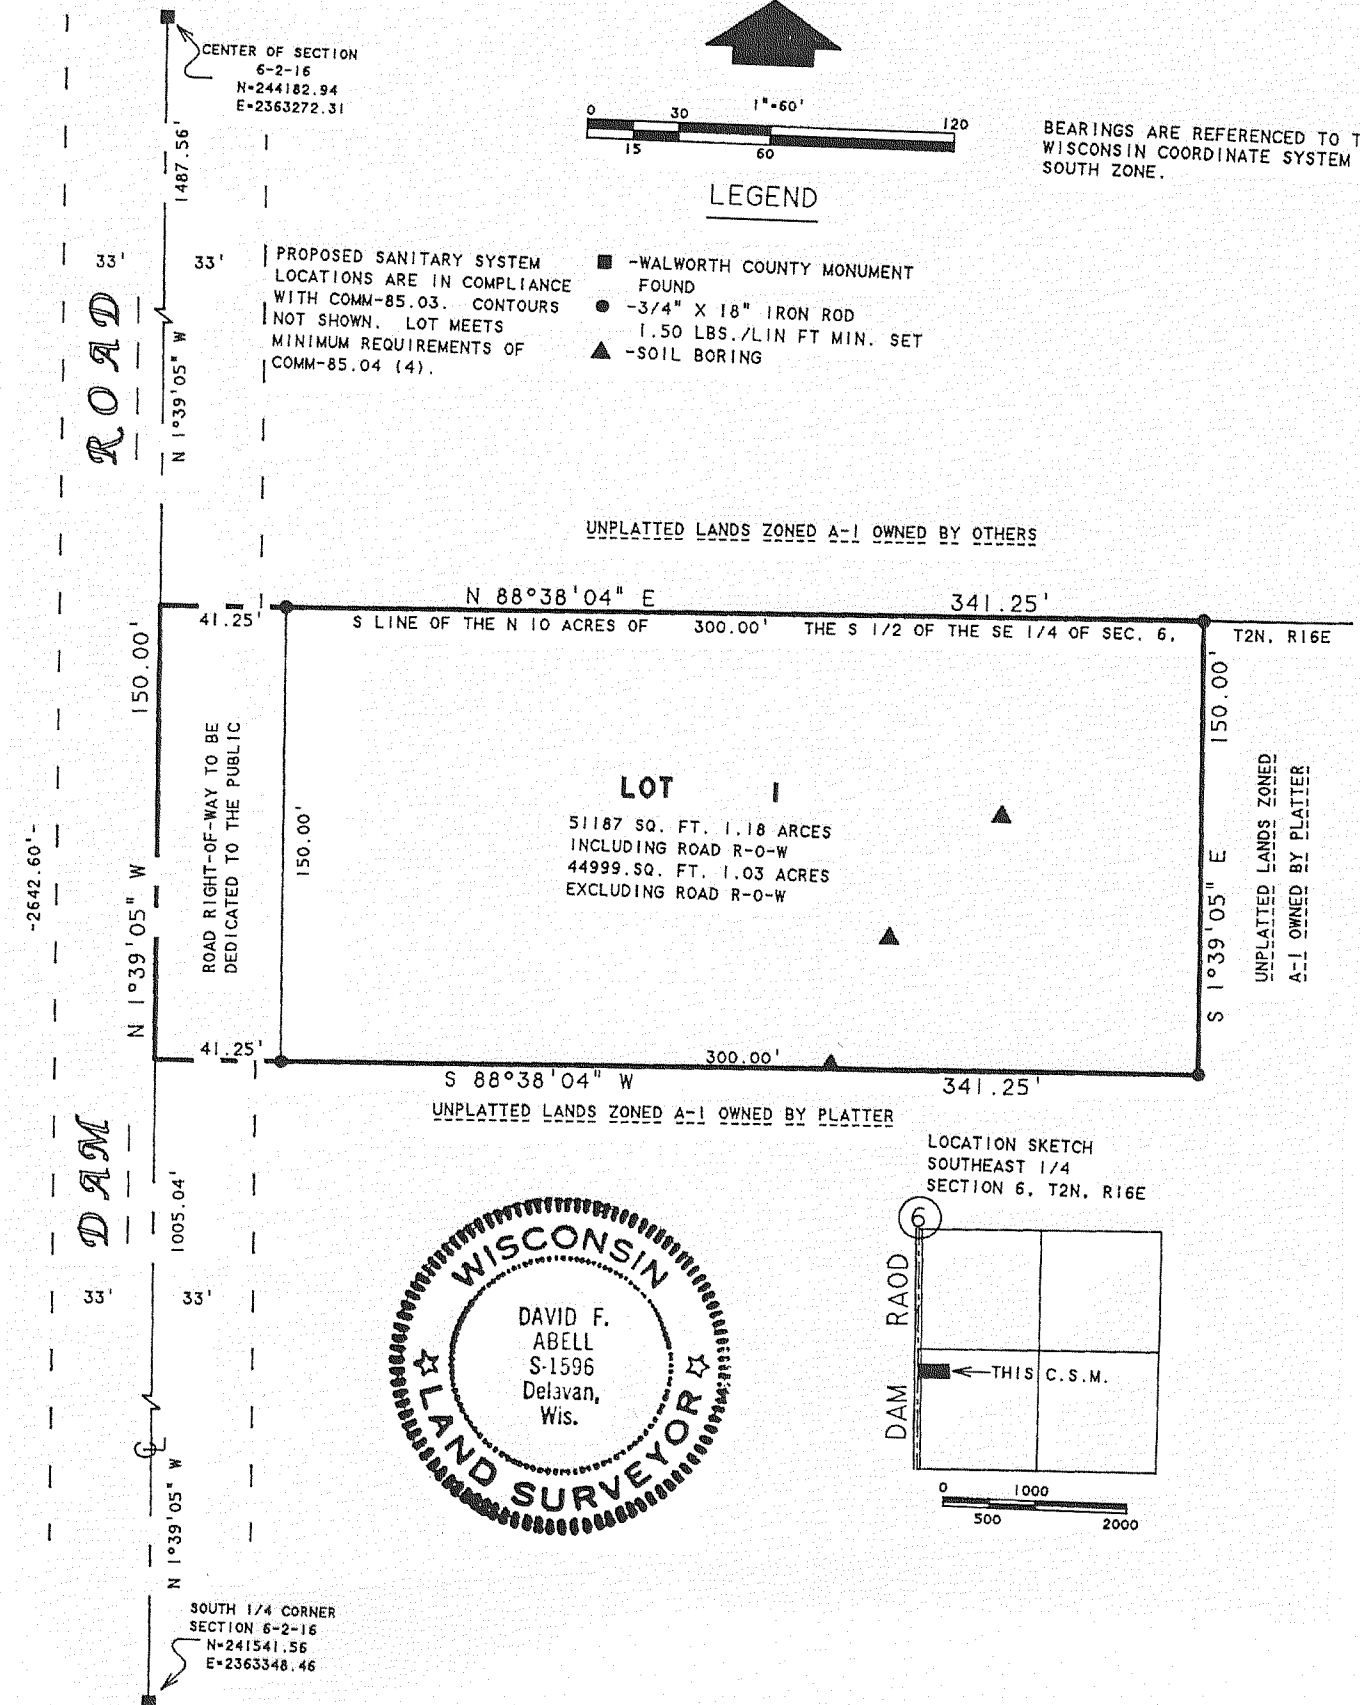 CENTER OF SECTION
6-2-16
N=244182.94
E=2363272.31
1"=60'
0 30 120
15 60
BEARINGS ARE REFERENCED TO
WISCONSIN COORDINATE SYSTEM
SOUTH ZONE.
LEGEND
1487.56'
33' 33'
PROPOSED SANITARY SYSTEM
LOCATIONS ARE IN COMPLIANCE
WITH COMM-85.03. CONTOURS
NOT SHOWN. LOT MEETS
MINIMUM REQUIREMENTS OF
COMM-85.04 (4).
-WALWORTH COUNTY MONUMENT
FOUND
-3/4" X 18" IRON ROD
1.50 LBS./LIN FT MIN. SET
-SOIL BORING
ROAD
N 1°39'05" W
UNPLATTED LANDS ZONED A-1 OWNED BY OTHERS
N 88°38'04" E 341.25'
41.25' S LINE OF THE N 10 ACRES OF 300.00' THE S 1/2 OF THE SE 1/4 OF SEC. 6, T2N, R16E
150.00'
N 1°39'05" W
-2642.60'-
ROAD RIGHT-OF-WAY TO BE
DEDICATED TO THE PUBLIC
150.00'
LOT 1
51187 SQ. FT. 1.18 ARCES
INCLUDING ROAD R-O-W
44999.SQ. FT. 1.03 ACRES
EXCLUDING ROAD R-O-W
150.00'
S 1°39'05" E
UNPLATTED LANDS ZONED
A-1 OWNED BY PLATTER
41.25' 300.00'
S 88°38'04" W 341.25'
UNPLATTED LANDS ZONED A-1 OWNED BY PLATTER
DAM
1005.04'
33' 33'
LOCATION SKETCH
SOUTHEAST 1/4
SECTION 6, T2N, R16E
6
DAM RAOD
THIS C.S.M.
0 1000
500 2000
WISCONSIN
DAVID F.
ABELL
S-1596
Delavan,
Wis.
LAND SURVEYOR
CL
N 1°39'05" W
SOUTH 1/4 CORNER
SECTION 6-2-16
N=241541.56
E=2363348.46